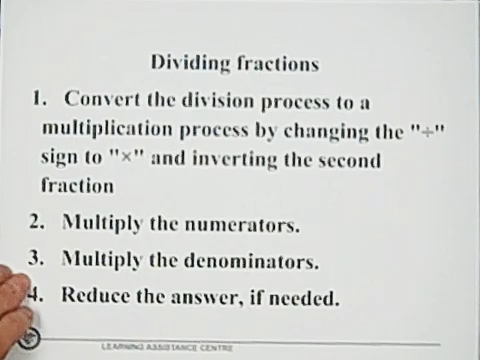 Dividing fractions
1. Convert the division process to a
multiplication process by changing the "÷"
sign to "×" and inverting the second
fraction
2. Multiply the numerators.
3. Multiply the denominators.
4. Reduce the answer, if needed.
LEARNING ASSISTANCE CENTRE